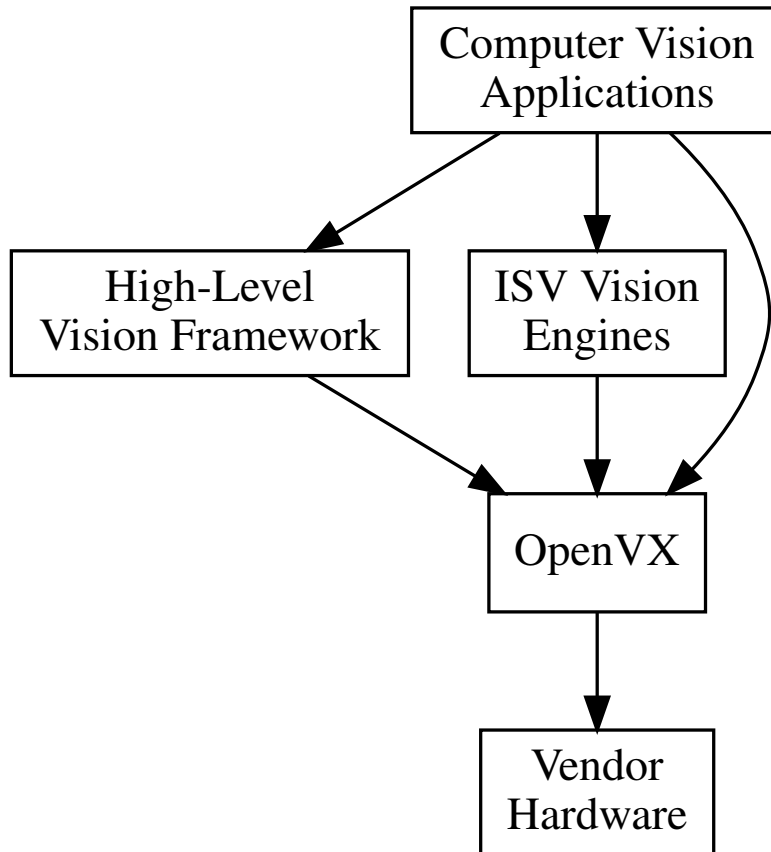 Computer Vision
Applications
High-Level
Vision Framework
ISV Vision
Engines
OpenVX
Vendor
Hardware